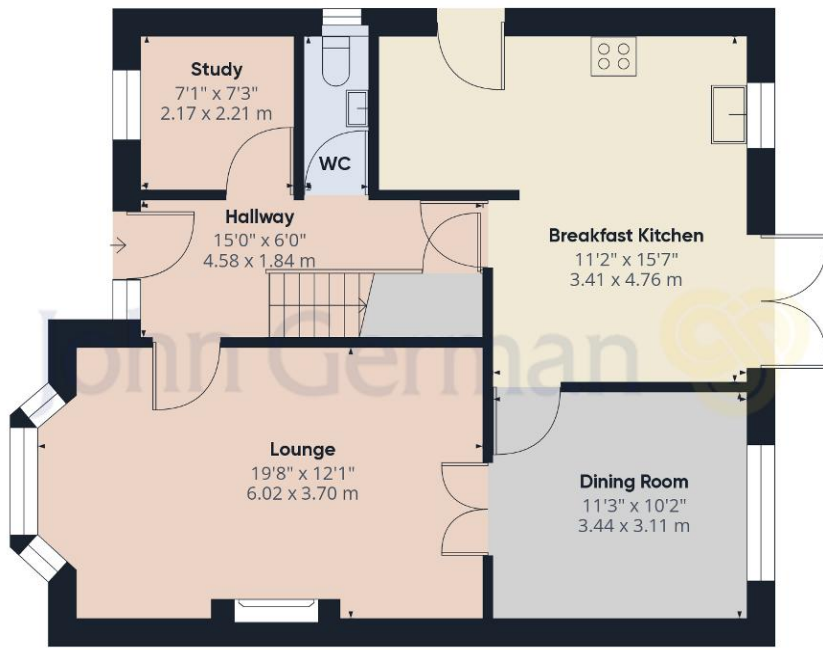 Study
7'1" x 7'3"
2.17 x 2.21 m
WC
Hallway
15'0" x 6'0"
4.58 x 1.84 m
Breakfast Kitchen
11'2" x 15'7"
3.41 x 4.76 m
John German
Lounge
19'8" x 12'1"
6.02 x 3.70 m
Dining Room
11'3" x 10'2"
3.44 x 3.11 m